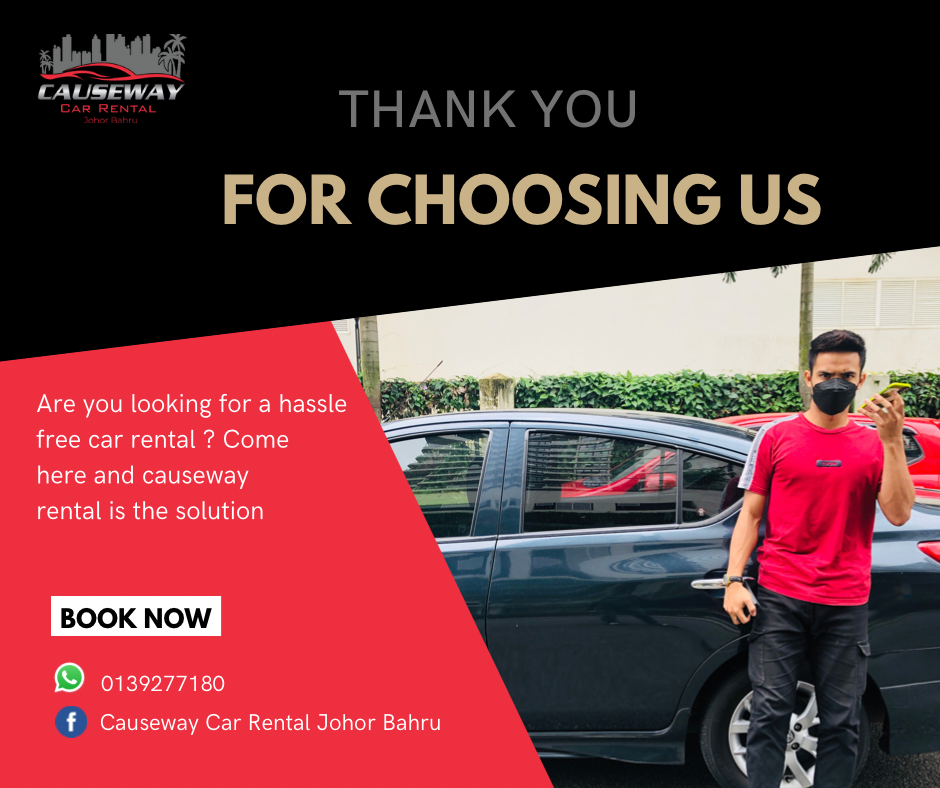 CAUSEWAY
CAR RENTAL
Johor Bahru
THANK YOU
FOR CHOOSING US
Are you looking for a hassle
free car rental ? Come
here and causeway
rental is the solution
BOOK NOW
0139277180
Causeway Car Rental Johor Bahru